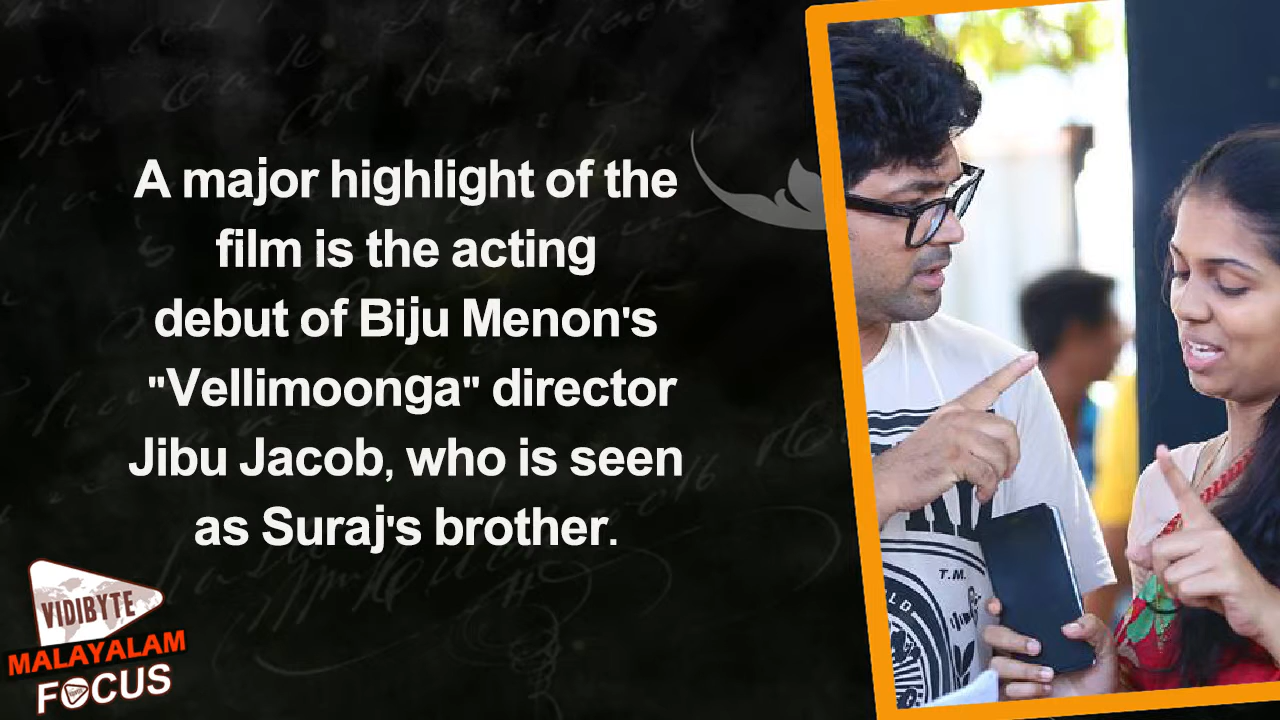 A major highlight of the
film is the acting
debut of Biju Menon's
"Vellimoonga" director
Jibu Jacob, who is seen
as Suraj's brother.
VIDIBYTE
MALAYALAM
FOCUS
T.M.